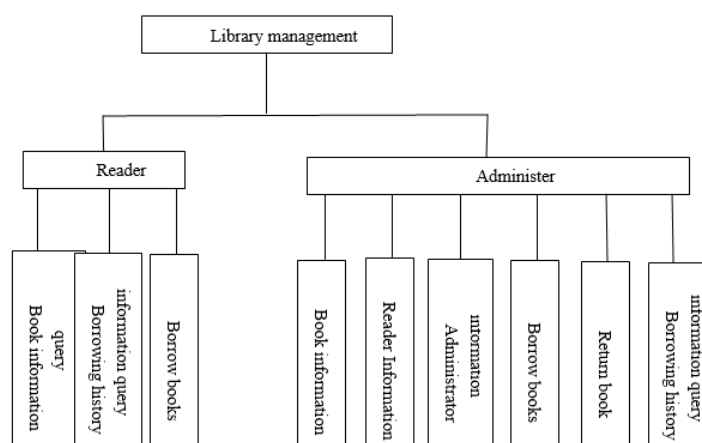 Library management
Reader
Administer
Book information
query
Borrowing history
information query
Borrow books
Book information
Reader Information
Administrator
information
Borrow books
Return book
Borrowing history
information query